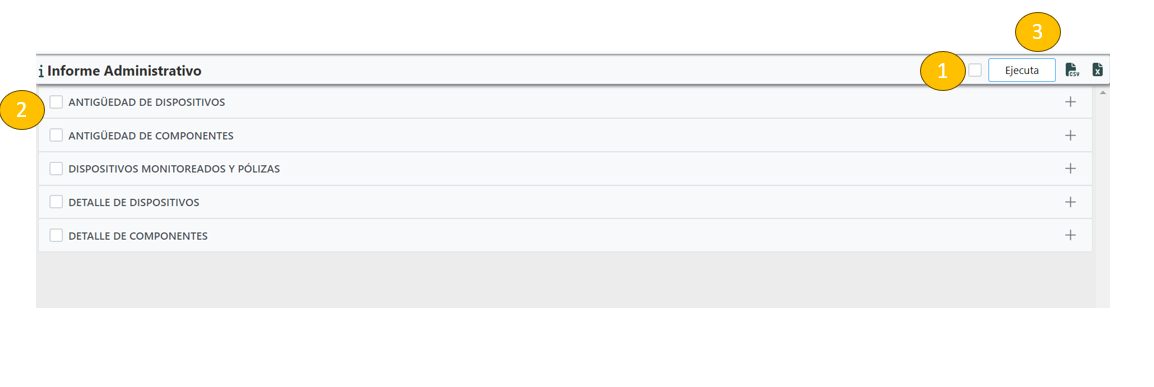 3
i Informe Administrativo
1
Ejecuta
CSV
X
2
ANTIGÜEDAD DE DISPOSITIVOS
ANTIGÜEDAD DE COMPONENTES
DISPOSITIVOS MONITOREADOS Y PÓLIZAS
DETALLE DE DISPOSITIVOS
DETALLE DE COMPONENTES